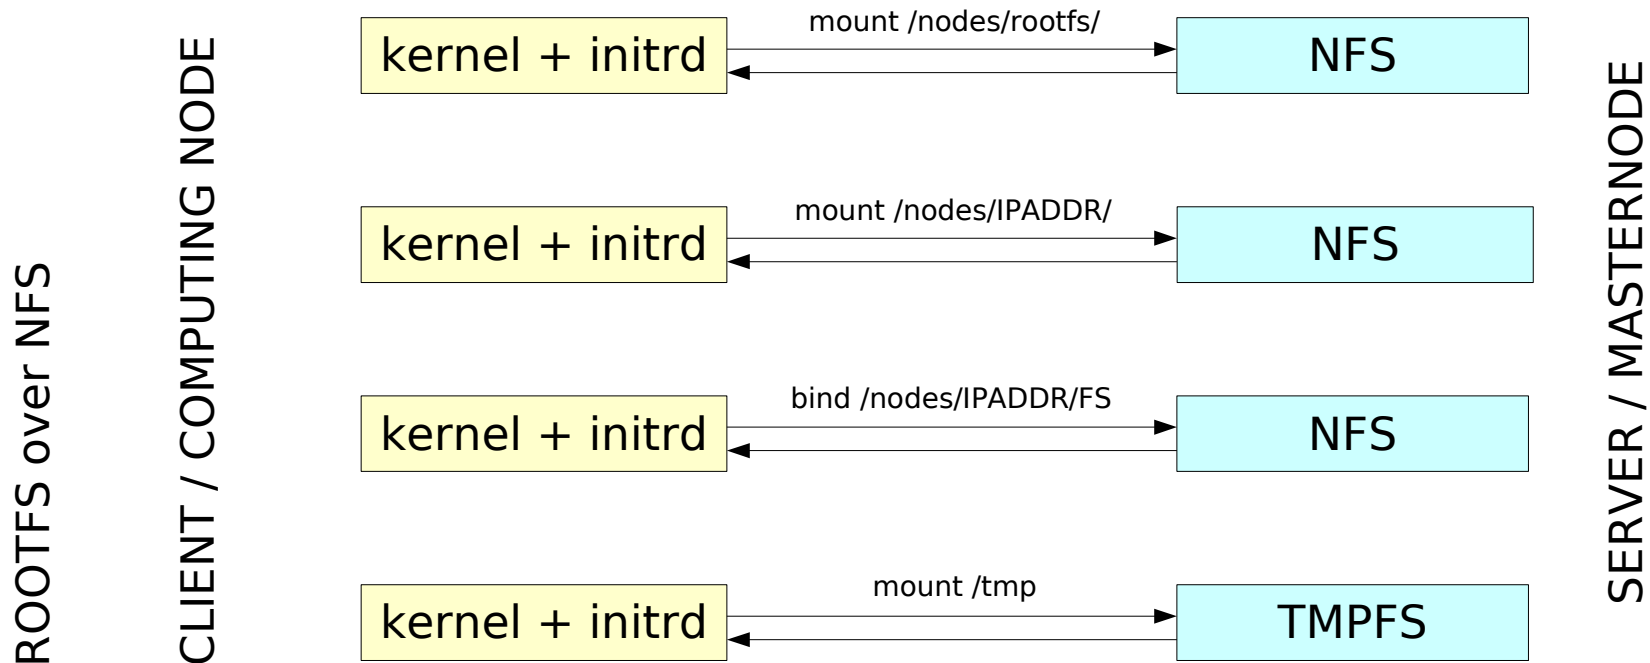 ROOTFS over NFS
CLIENT / COMPUTING NODE
kernel + initrd
mount /nodes/rootfs/
NFS
kernel + initrd
mount /nodes/IPADDR/
NFS
kernel + initrd
bind /nodes/IPADDR/FS
NFS
kernel + initrd
mount /tmp
TMPFS
SERVER / MASTERNODE